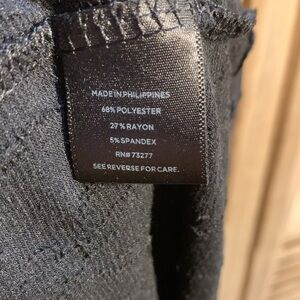 MADE IN PHILIPPINES
68% POLYESTER
27% RAYON
5% SPANDEX
RN# 73277
SEE REVERSE FOR CARE.